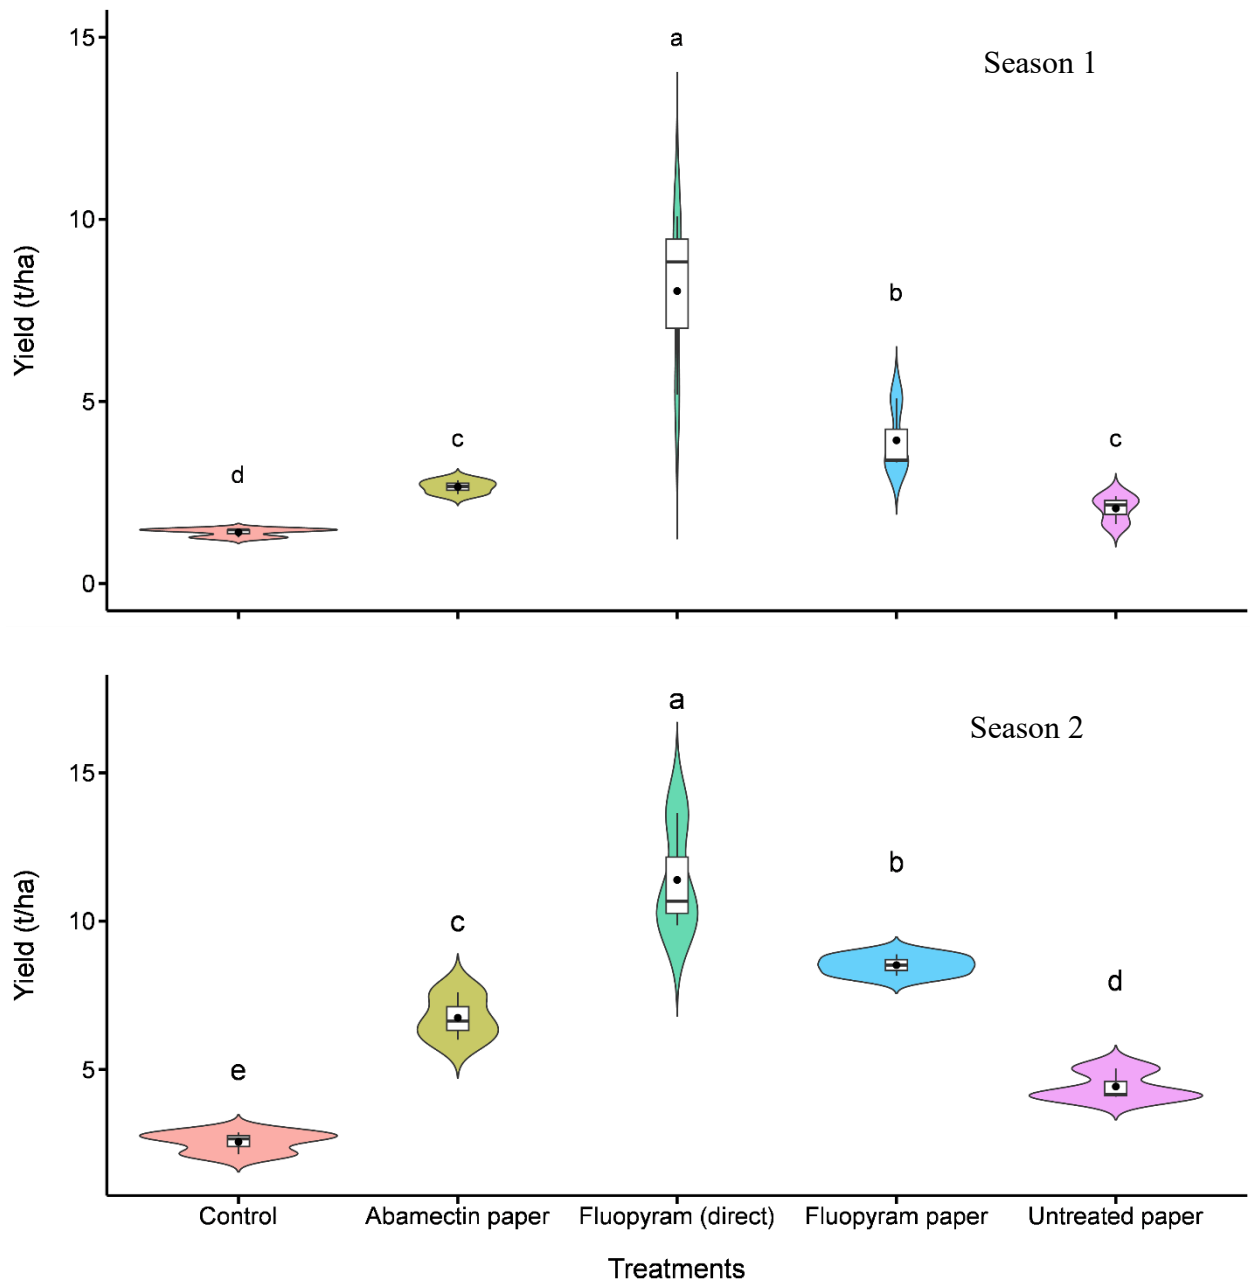 15
a
Season 1
10
b
Yield (t/ha)
5
c
c
d
0
a
Season 2
15
b
10
c
Yield (t/ha)
d
5
e
Control Abamectin paper Fluopyram (direct) Fluopyram paper Untreated paper
Treatments